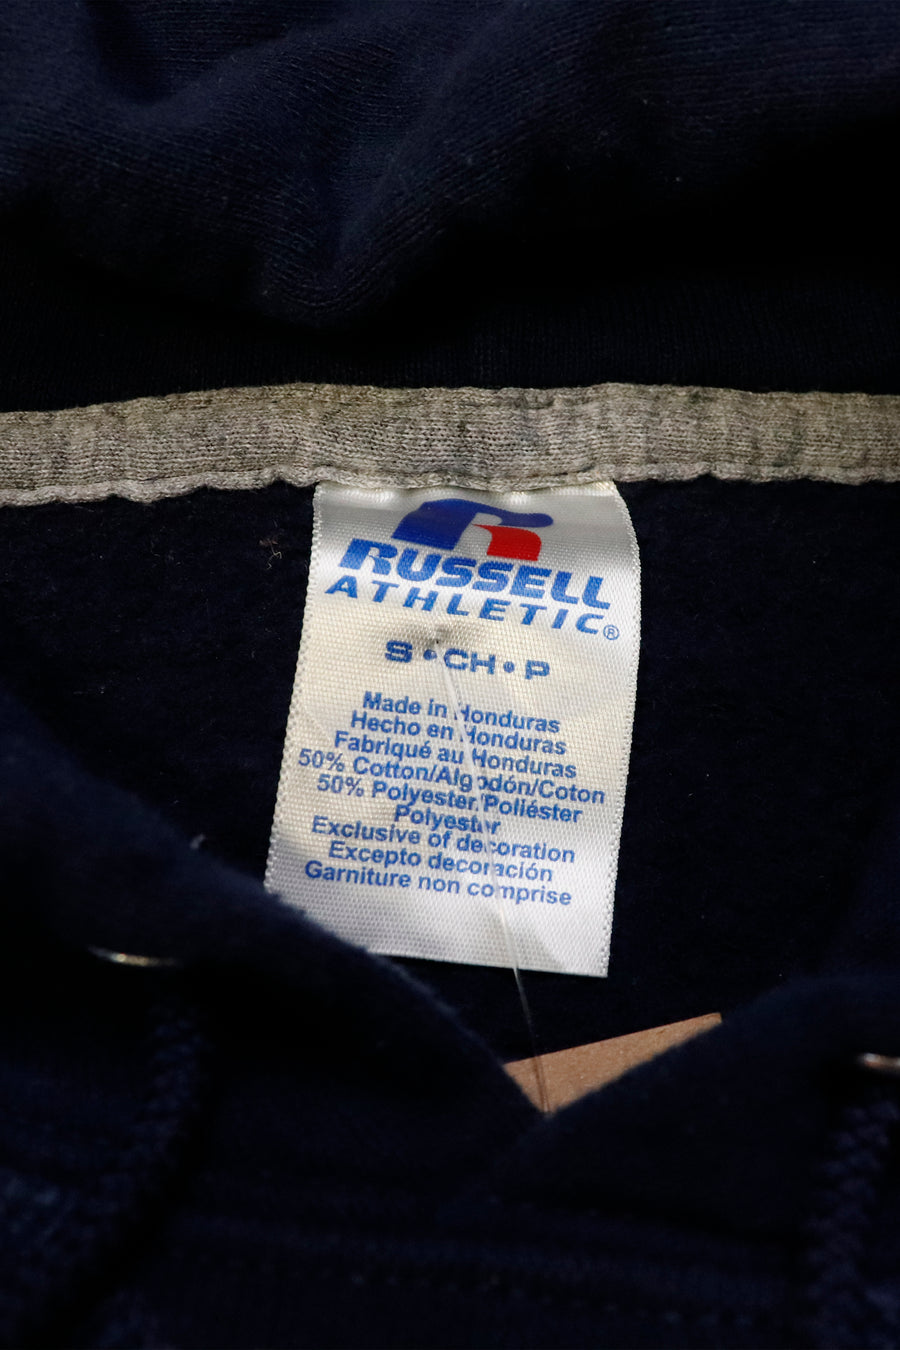 RUSSELL
ATHLETIC®
S • CH • P
Made in Honduras
Hecho en Honduras
Fabriqué au Honduras
50% Cotton/Algodón/Coton
50% Polyester/Poliéster
Polyester
Exclusive of decoration
Excepto decoración
Garniture non comprise